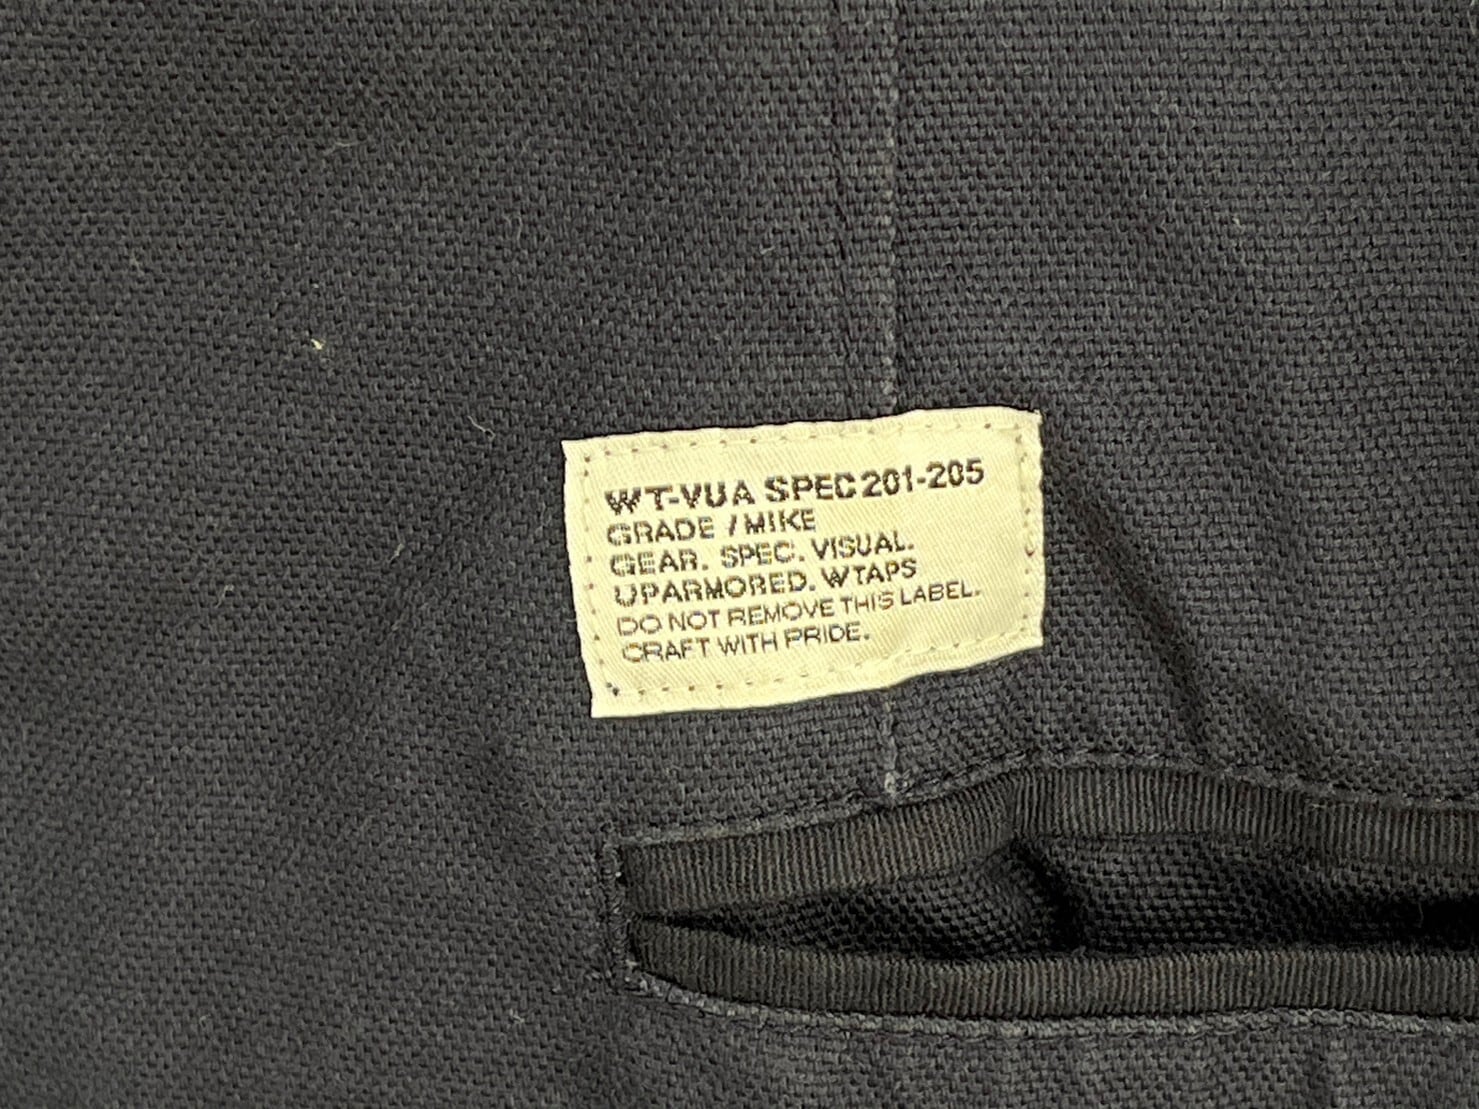 WT-VUA SPEC 201-205
GRADE / MIKE
GEAR. SPEC. VISUAL.
UPARMORED. WTAPS
DO NOT REMOVE THIS LABEL.
CRAFT WITH PRIDE.